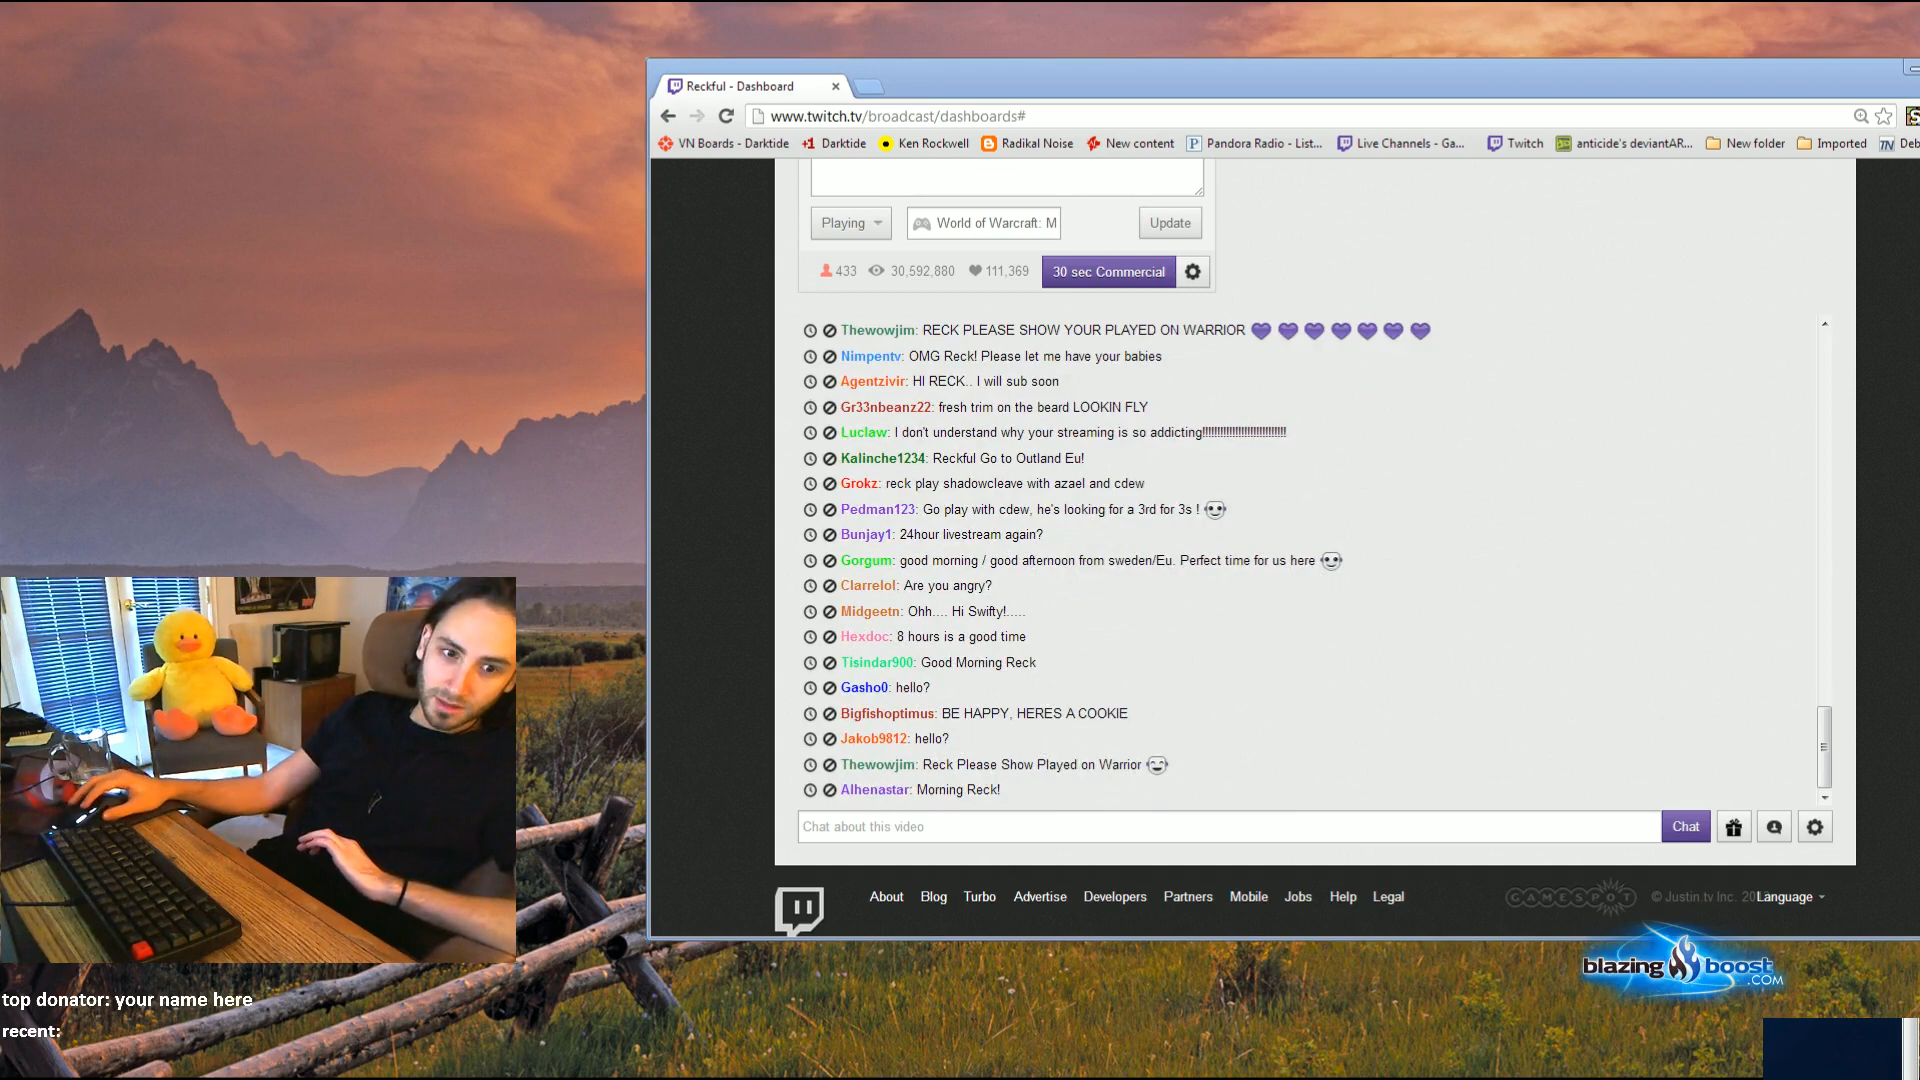 Reckful - Dashboard
www.twitch.tv/broadcast/dashboards#
VN Boards - Darktide
+1 Darktide
Ken Rockwell
Radikal Noise
New content
P Pandora Radio - List...
Live Channels - Ga...
Twitch
anticide's deviantAR...
New folder
Imported
TN Deb
Playing
World of Warcraft: M
Update
433
30,592,880
111,369
30 sec Commercial
Thewowjim: RECK PLEASE SHOW YOUR PLAYED ON WARRIOR
Nimpentv: OMG Reck! Please let me have your babies
Agentzivir: HI RECK.. I will sub soon
Gr33nbeanz22: fresh trim on the beard LOOKIN FLY
Luclaw: I don't understand why your streaming is so addicting!!!!!!!!!!!!!!!!!!!!!!!!!!!!
Kalinche1234: Reckful Go to Outland Eu!
Grokz: reck play shadowcleave with azael and cdew
Pedman123: Go play with cdew, he's looking for a 3rd for 3s !
Bunjay1: 24hour livestream again?
Gorgum: good morning / good afternoon from sweden/Eu. Perfect time for us here
Clarrelol: Are you angry?
Midgeetn: Ohh.... Hi Swifty!.....
Hexdoc: 8 hours is a good time
Tisindar900: Good Morning Reck
Gasho0: hello?
Bigfishoptimus: BE HAPPY, HERES A COOKIE
Jakob9812: hello?
Thewowjim: Reck Please Show Played on Warrior
Alhenastar: Morning Reck!
Chat about this video
Chat
About
Blog
Turbo
Advertise
Developers
Partners
Mobile
Jobs
Help
Legal
GAMESPOT
© Justin.tv Inc. 20
Language
blazing boost
.COM
top donator: your name here
recent: